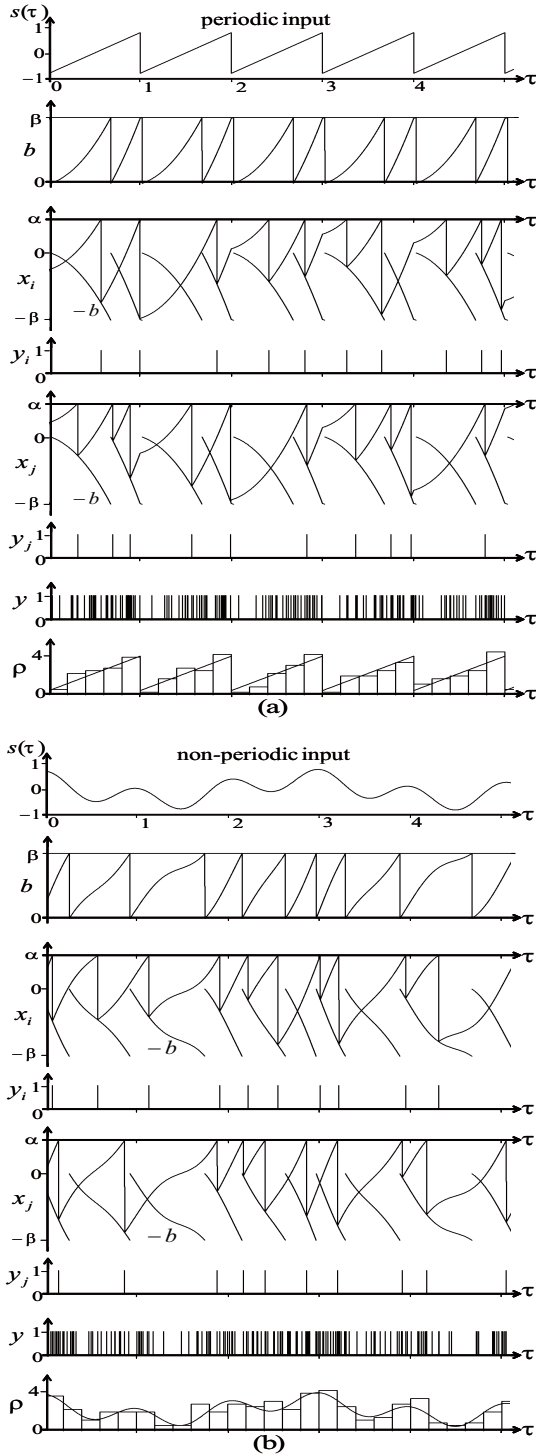 s(τ)
periodic input
1
0
−1
0 1 2 3 4 τ
β
b
0 τ
α τ
0
x_i
−b
−β
y_i 1
0 τ
α τ
0
x_j
−b
−β
y_j 1
0 τ
y 1
0 τ
ρ 4
0 τ
(a)
s(τ)
non-periodic input
1
0
−1
0 1 2 3 4 τ
β
b
0 τ
α τ
0
x_i
−b
−β
y_i 1
0 τ
α τ
0
x_j
−b
−β
y_j 1
0 τ
y 1
0 τ
ρ 4
0 τ
(b)